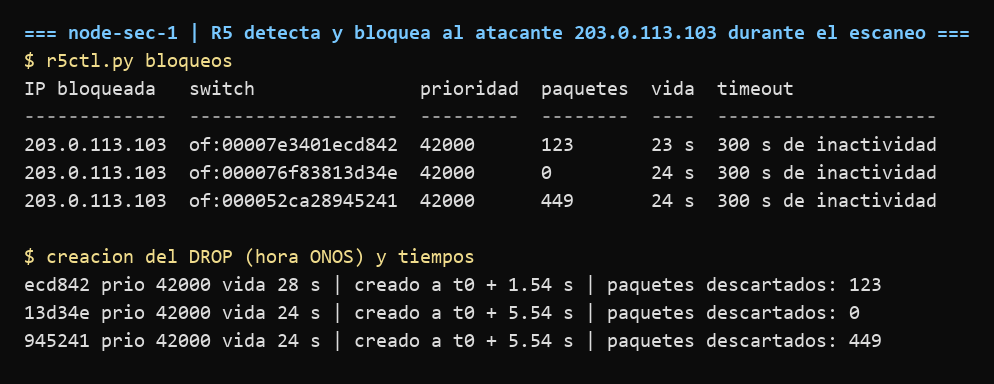 === node-sec-1 | R5 detecta y bloquea al atacante 203.0.113.103 durante el escaneo ===
$ r5ctl.py bloqueos
IP bloqueada   switch               prioridad  paquetes  vida  timeout
-------------  -------------------  ---------  --------  ----  --------------------
203.0.113.103  of:00007e3401ecd842  42000      123       23 s  300 s de inactividad
203.0.113.103  of:000076f83813d34e  42000      0         24 s  300 s de inactividad
203.0.113.103  of:000052ca28945241  42000      449       24 s  300 s de inactividad
$ creacion del DROP (hora ONOS) y tiempos
ecd842 prio 42000 vida 28 s | creado a t0 + 1.54 s | paquetes descartados: 123
13d34e prio 42000 vida 24 s | creado a t0 + 5.54 s | paquetes descartados: 0
945241 prio 42000 vida 24 s | creado a t0 + 5.54 s | paquetes descartados: 449